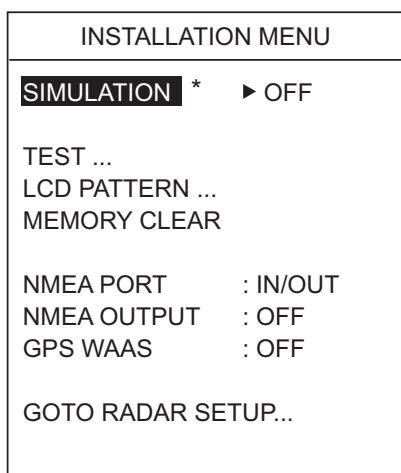 INSTALLATION MENU
SIMULATION * ▶ OFF
TEST ...
LCD PATTERN ...
MEMORY CLEAR
NMEA PORT : IN/OUT
NMEA OUTPUT : OFF
GPS WAAS : OFF
GOTO RADAR SETUP...